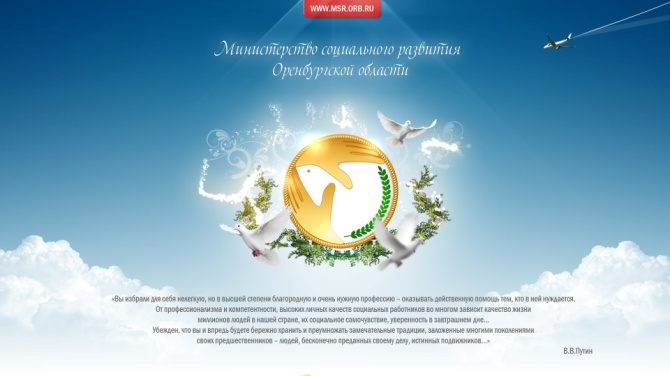 WWW.MSR.ORB.RU
Министерство социального развития
Оренбургской области
«Вы избрали для себя нелегкую, но в высшей степени благородную и очень нужную профессию – оказывать действенную помощь тем, кто в ней нуждается.
От профессионализма и компетентности, высоких личных качеств социальных работников во многом зависит качество жизни
миллионов людей в нашей стране, их социальное самочувствие, уверенность в завтрашнем дне...
Убежден, что вы и впредь будете бережно хранить и преумножать замечательные традиции, заложенные многими поколениями
своих предшественников – людей, бесконечно преданных своему делу, истинных подвижников...»
В.В.Путин